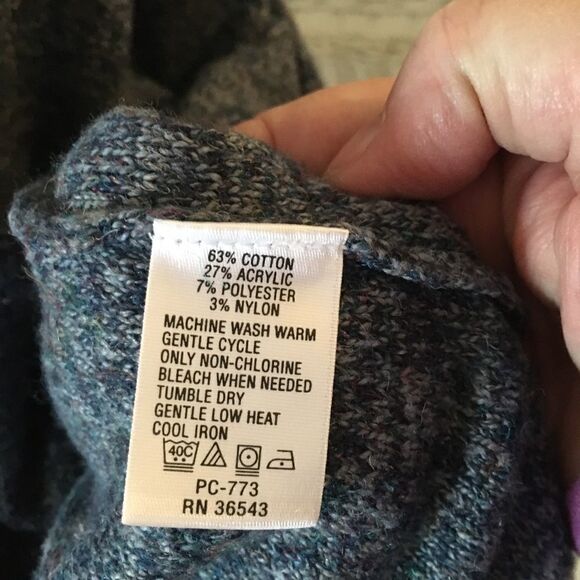 63% COTTON
27% ACRYLIC
7% POLYESTER
3% NYLON
MACHINE WASH WARM
GENTLE CYCLE
ONLY NON-CHLORINE
BLEACH WHEN NEEDED
TUMBLE DRY
GENTLE LOW HEAT
COOL IRON
40C
PC-773
RN 36543